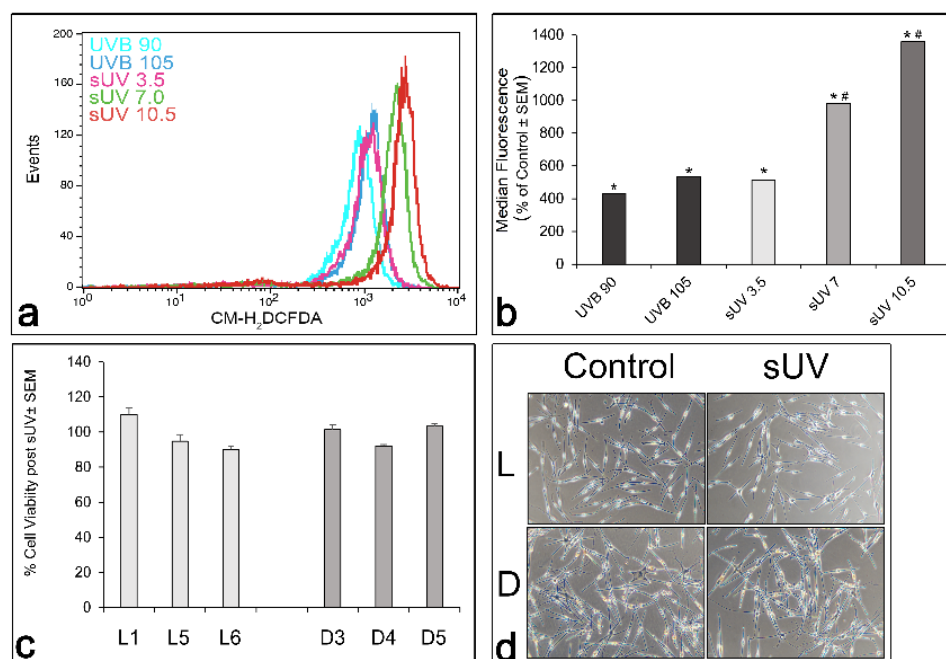 a
UVB 90
UVB 105
sUV 3.5
sUV 7.0
sUV 10.5
Events
200
160
120
80
40
0
10⁰ 10¹ 10² 10³ 10⁴
CM-H₂DCFDA
b
Median Fluorescence
(% of Control ± SEM)
1400
1200
1000
800
600
400
200
0
*
*
*
* #
* #
UVB 90
UVB 105
sUV 3.5
sUV 7
sUV 10.5
c
% Cell Viability post sUV± SEM
140
120
100
80
60
40
20
0
L1 L5 L6 D3 D4 D5
d
Control sUV
L
D